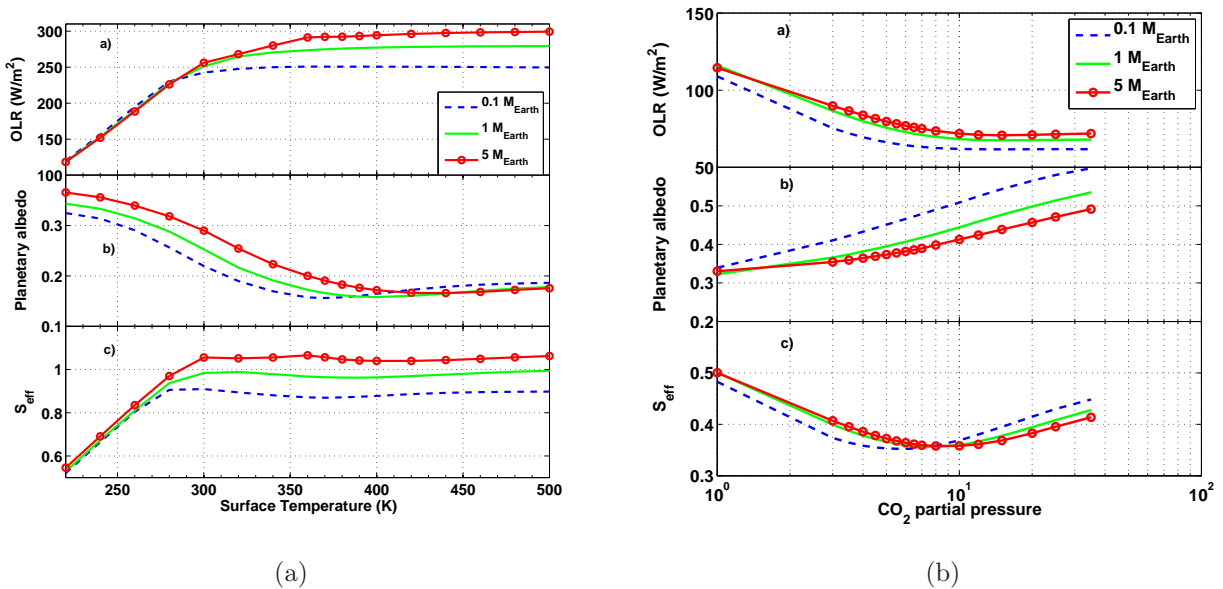 a)
OLR (W/m²)
300
250
200
150
100
0.1 M_Earth
1 M_Earth
5 M_Earth
b)
Planetary albedo
0.3
0.2
0.1
c)
S_eff
1
0.8
0.6
250 300 350 400 450 500
Surface Temperature (K)
(a)
a)
OLR (W/m²)
150
100
50
0.1 M_Earth
1 M_Earth
5 M_Earth
b)
Planetary albedo
50
0.5
0.4
0.3
0.2
c)
S_eff
0.5
0.4
0.3
10⁰ 10¹ 10²
CO₂ partial pressure
(b)